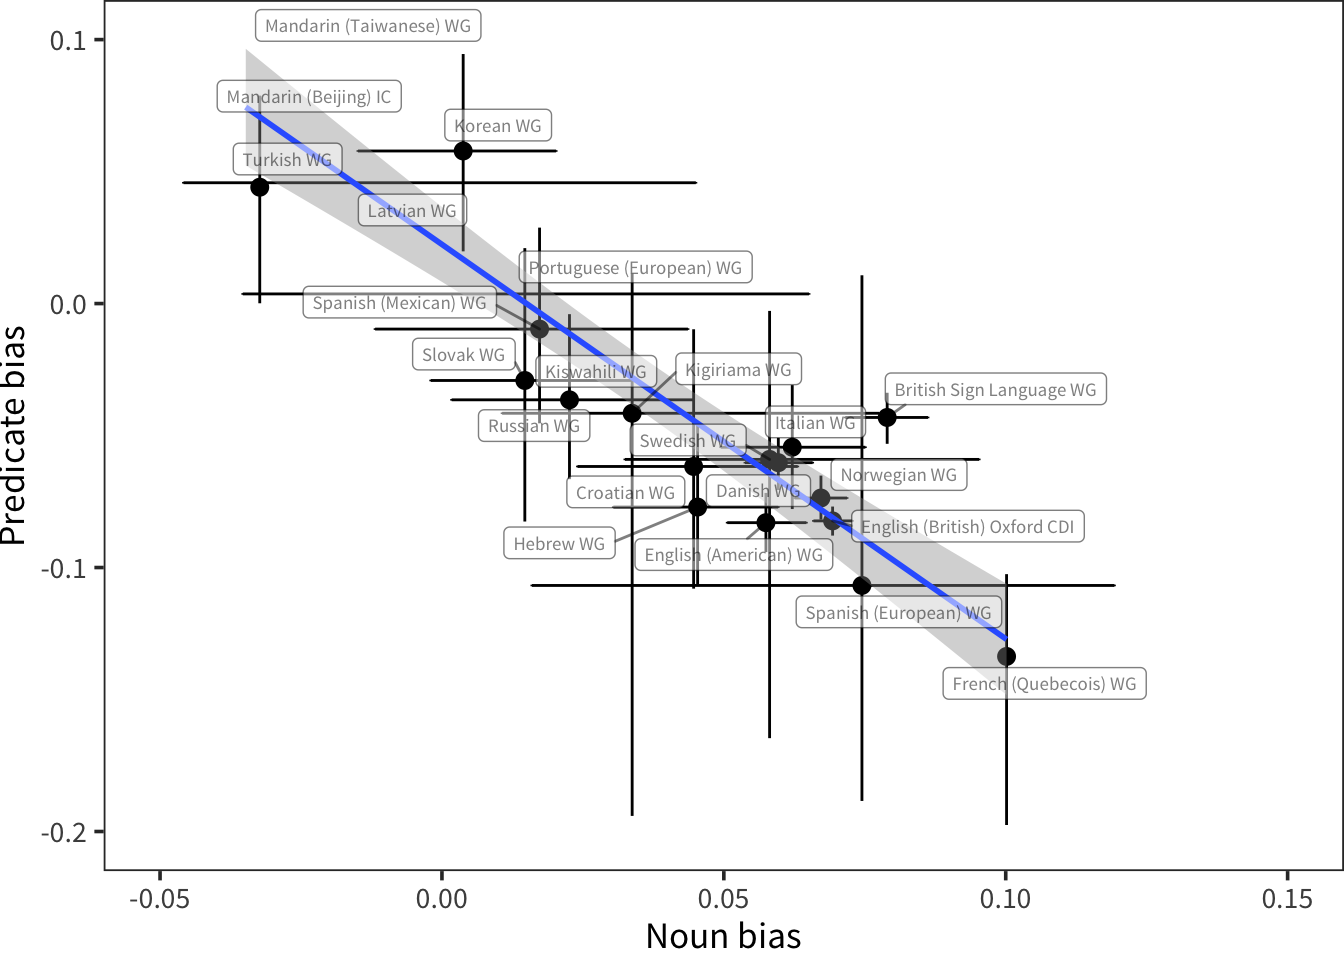 Mandarin (Taiwanese) WG
0.1
Mandarin (Beijing) IC
Korean WG
Turkish WG
Latvian WG
Portuguese (European) WG
0.0
Spanish (Mexican) WG
Slovak WG
Kiswahili WG
Kigiriama WG
British Sign Language WG
Russian WG
Italian WG
Swedish WG
Norwegian WG
Croatian WG
Danish WG
English (British) Oxford CDI
Hebrew WG
English (American) WG
-0.1
Spanish (European) WG
French (Quebecois) WG
-0.2
Predicate bias
-0.05
0.00
0.05
0.10
0.15
Noun bias